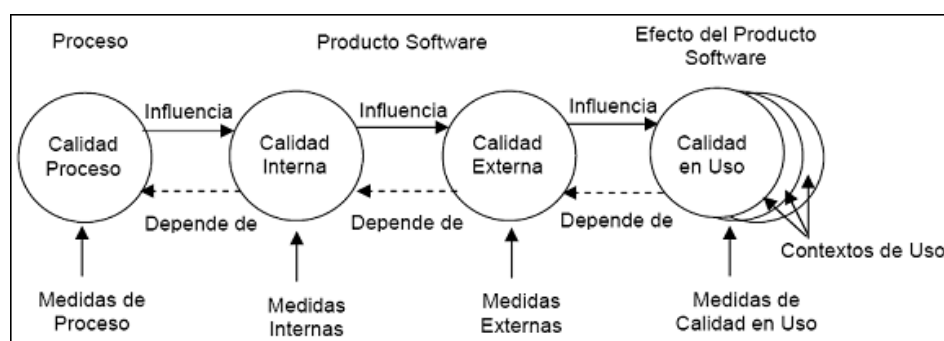 Proceso
Producto Software
Efecto del Producto
Software
Influencia
Influencia
Influencia
Calidad
Proceso
Calidad
Interna
Calidad
Externa
Calidad
en Uso
Depende de
Depende de
Depende de
Contextos de Uso
Medidas de
Proceso
Medidas
Internas
Medidas
Externas
Medidas de
Calidad en Uso